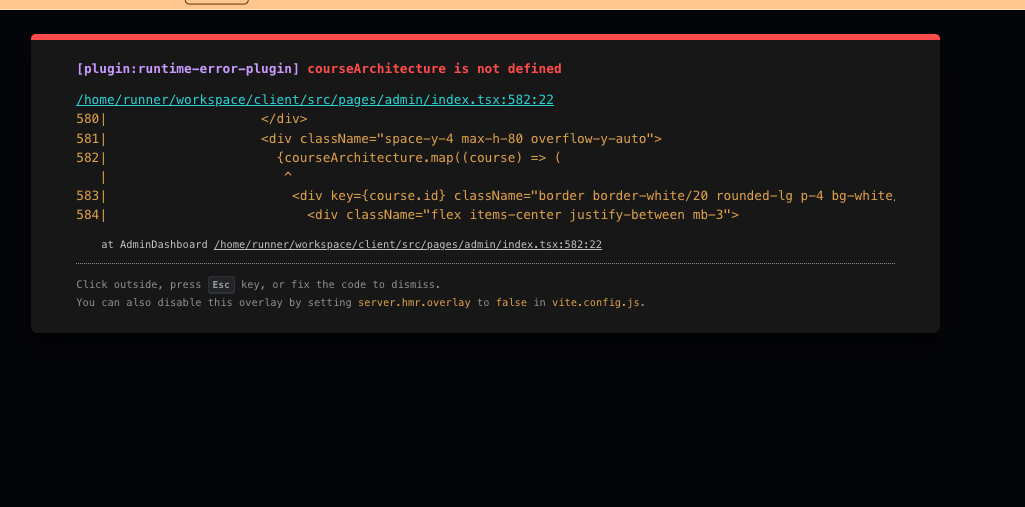 [plugin:runtime-error-plugin] courseArchitecture is not defined
/home/runner/workspace/client/src/pages/admin/index.tsx:582:22
580|                    </div>
581|                    <div className="space-y-4 max-h-80 overflow-y-auto">
582|                      {courseArchitecture.map((course) => (
   |                       ^
583|                        <div key={course.id} className="border border-white/20 rounded-lg p-4 bg-white/
584|                          <div className="flex items-center justify-between mb-3">
at AdminDashboard /home/runner/workspace/client/src/pages/admin/index.tsx:582:22
Click outside, press Esc key, or fix the code to dismiss.
You can also disable this overlay by setting server.hmr.overlay to false in vite.config.js.